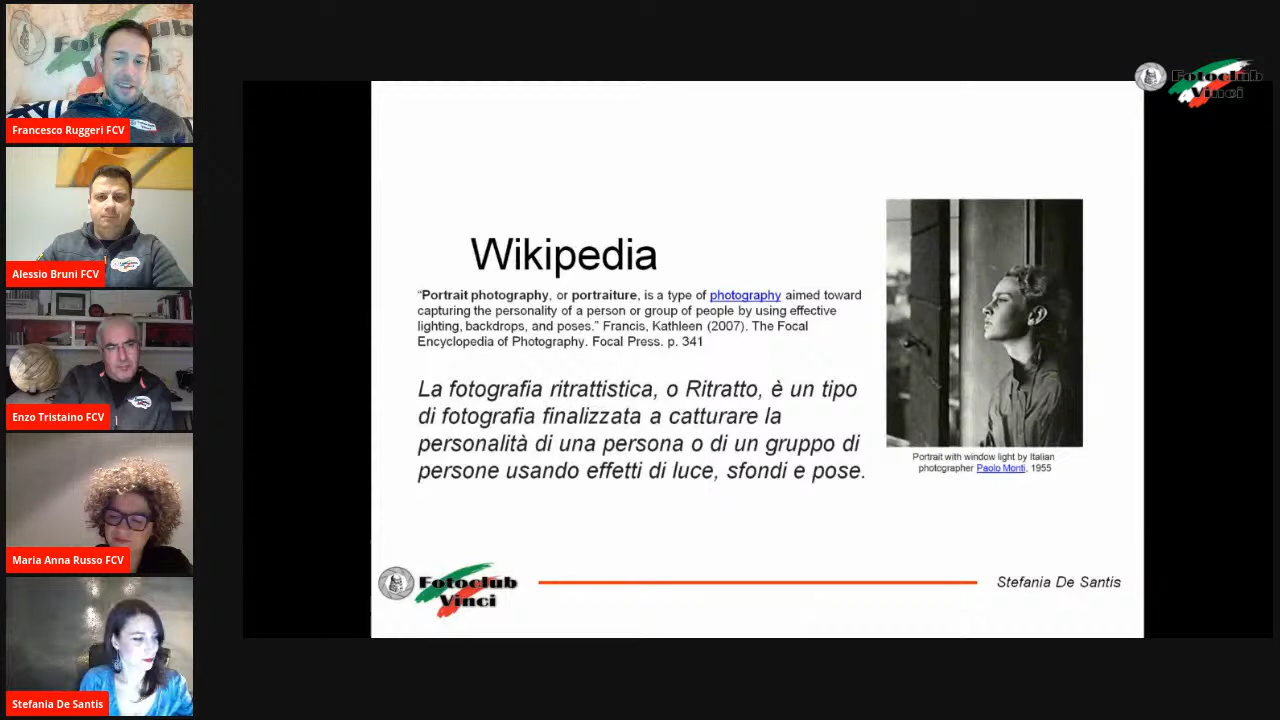 Fotoclub
Vinci
Francesco Ruggeri FCV
Alessio Bruni FCV
Enzo Tristaino FCV
Maria Anna Russo FCV
Stefania De Santis
Fotoclub
Vinci
Wikipedia
“Portrait photography, or portraiture, is a type of photography aimed toward
capturing the personality of a person or group of people by using effective
lighting, backdrops, and poses.” Francis, Kathleen (2007). The Focal
Encyclopedia of Photography. Focal Press. p. 341
La fotografia ritrattistica, o Ritratto, è un tipo
di fotografia finalizzata a catturare la
personalità di una persona o di un gruppo di
persone usando effetti di luce, sfondi e pose.
Portrait with window light by Italian
photographer Paolo Monti, 1955
Fotoclub
Vinci
Stefania De Santis